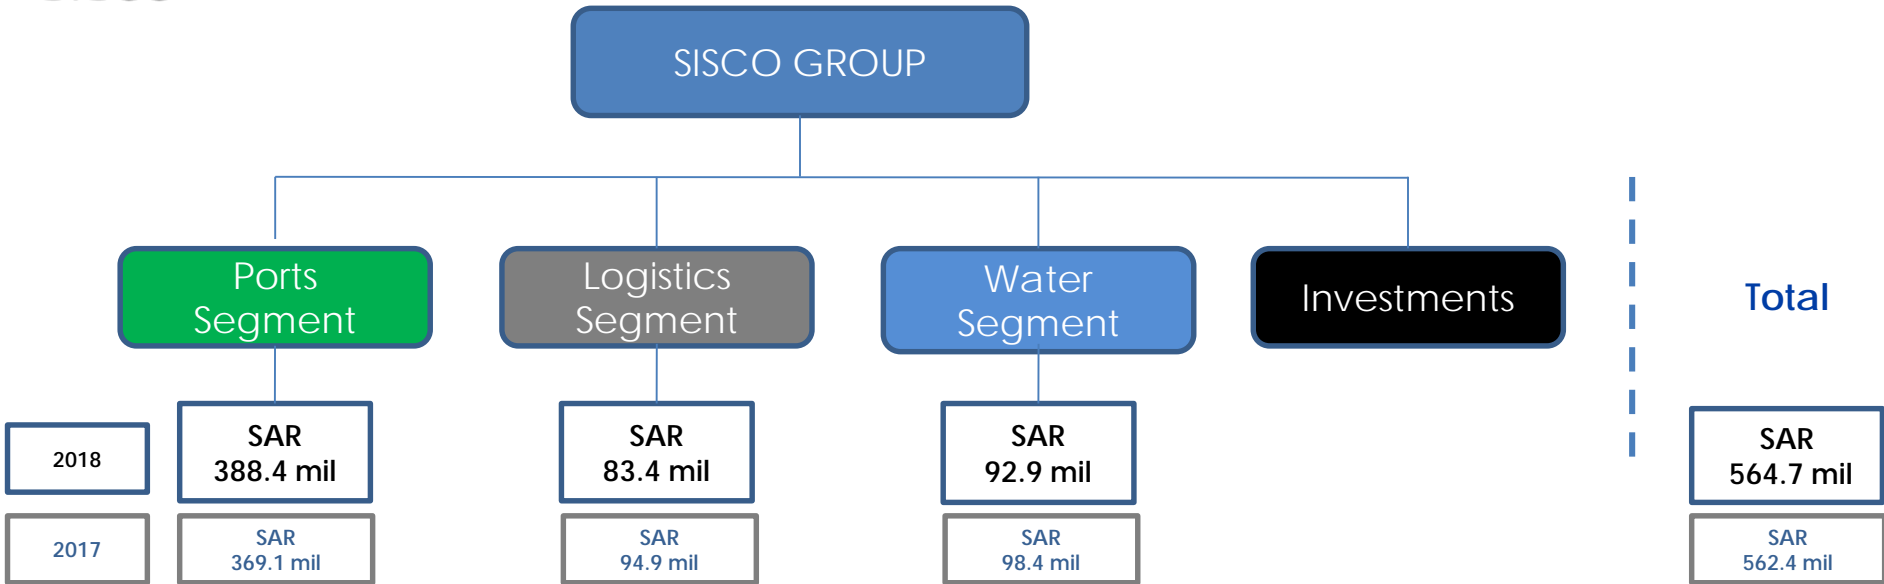 SISCO GROUP
Ports
Segment
Logistics
Segment
Water
Segment
Investments
Total
2018
SAR
388.4 mil
SAR
83.4 mil
SAR
92.9 mil
SAR
564.7 mil
2017
SAR
369.1 mil
SAR
94.9 mil
SAR
98.4 mil
SAR
562.4 mil